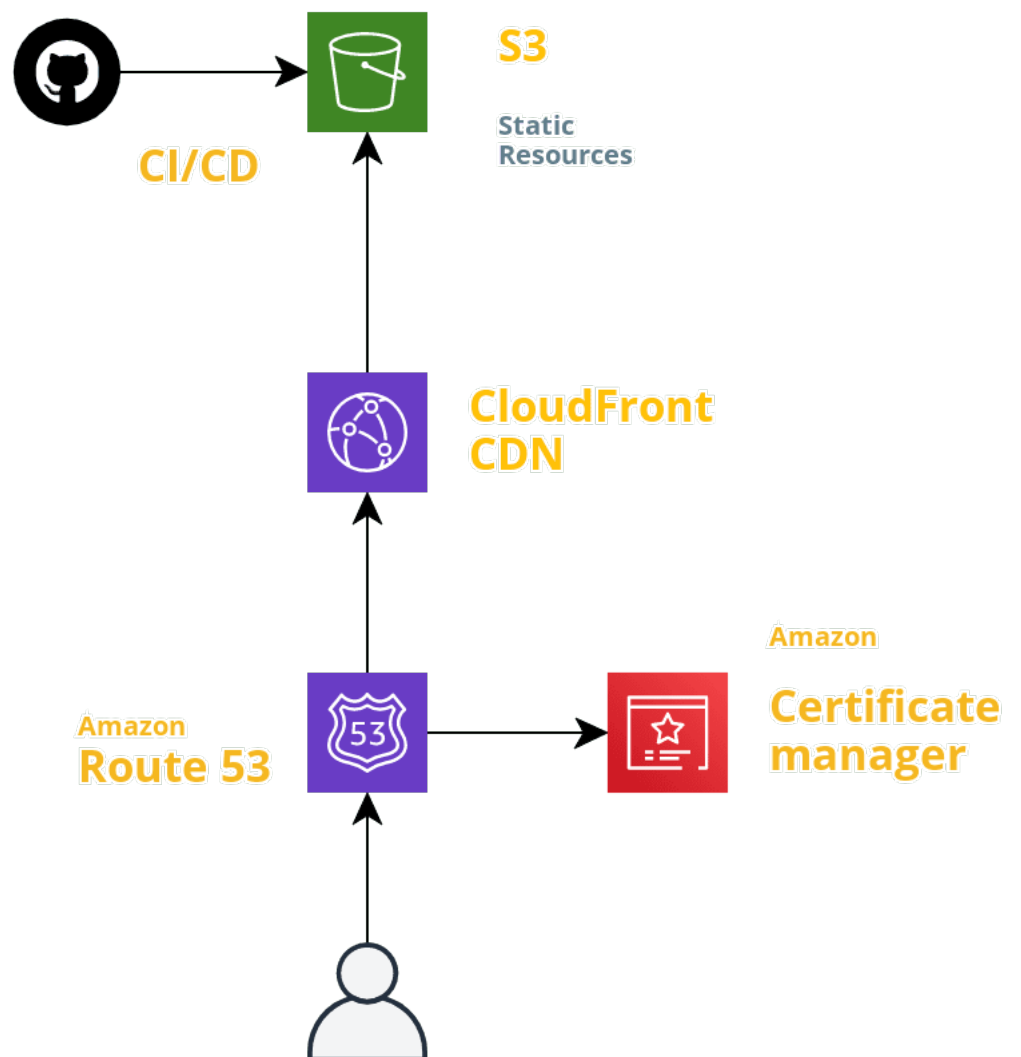 S3
Static
Resources
CI/CD
CloudFront
CDN
Amazon
Certificate
manager
Amazon
Route 53
53